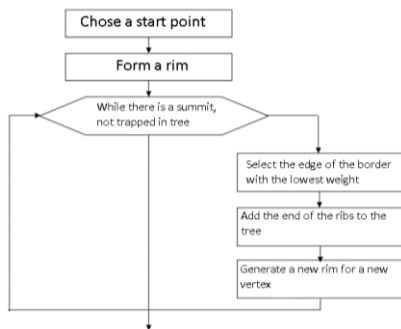 Chose a start point
Form a rim
While there is a summit,
not trapped in tree
Select the edge of the border
with the lowest weight
Add the end of the ribs to the
tree
Generate a new rim for a new
vertex